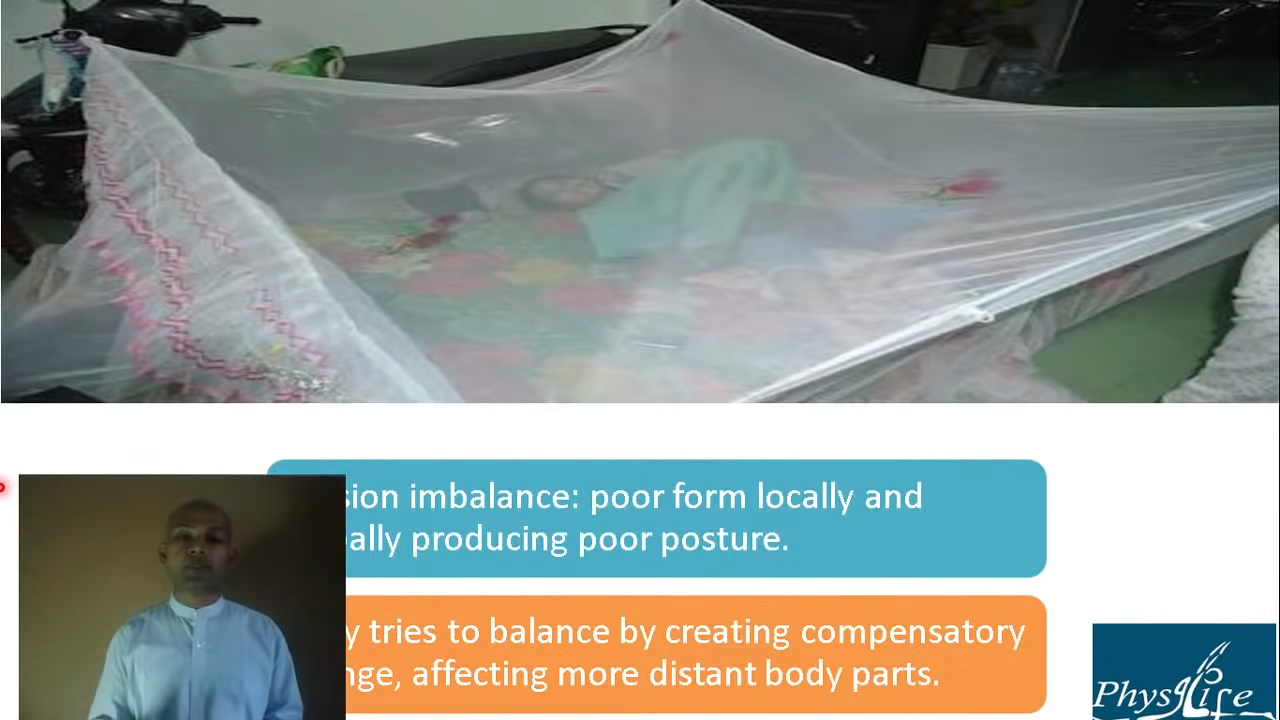 sion imbalance: poor form locally and
ally producing poor posture.
y tries to balance by creating compensatory
nge, affecting more distant body parts.
PhysLife